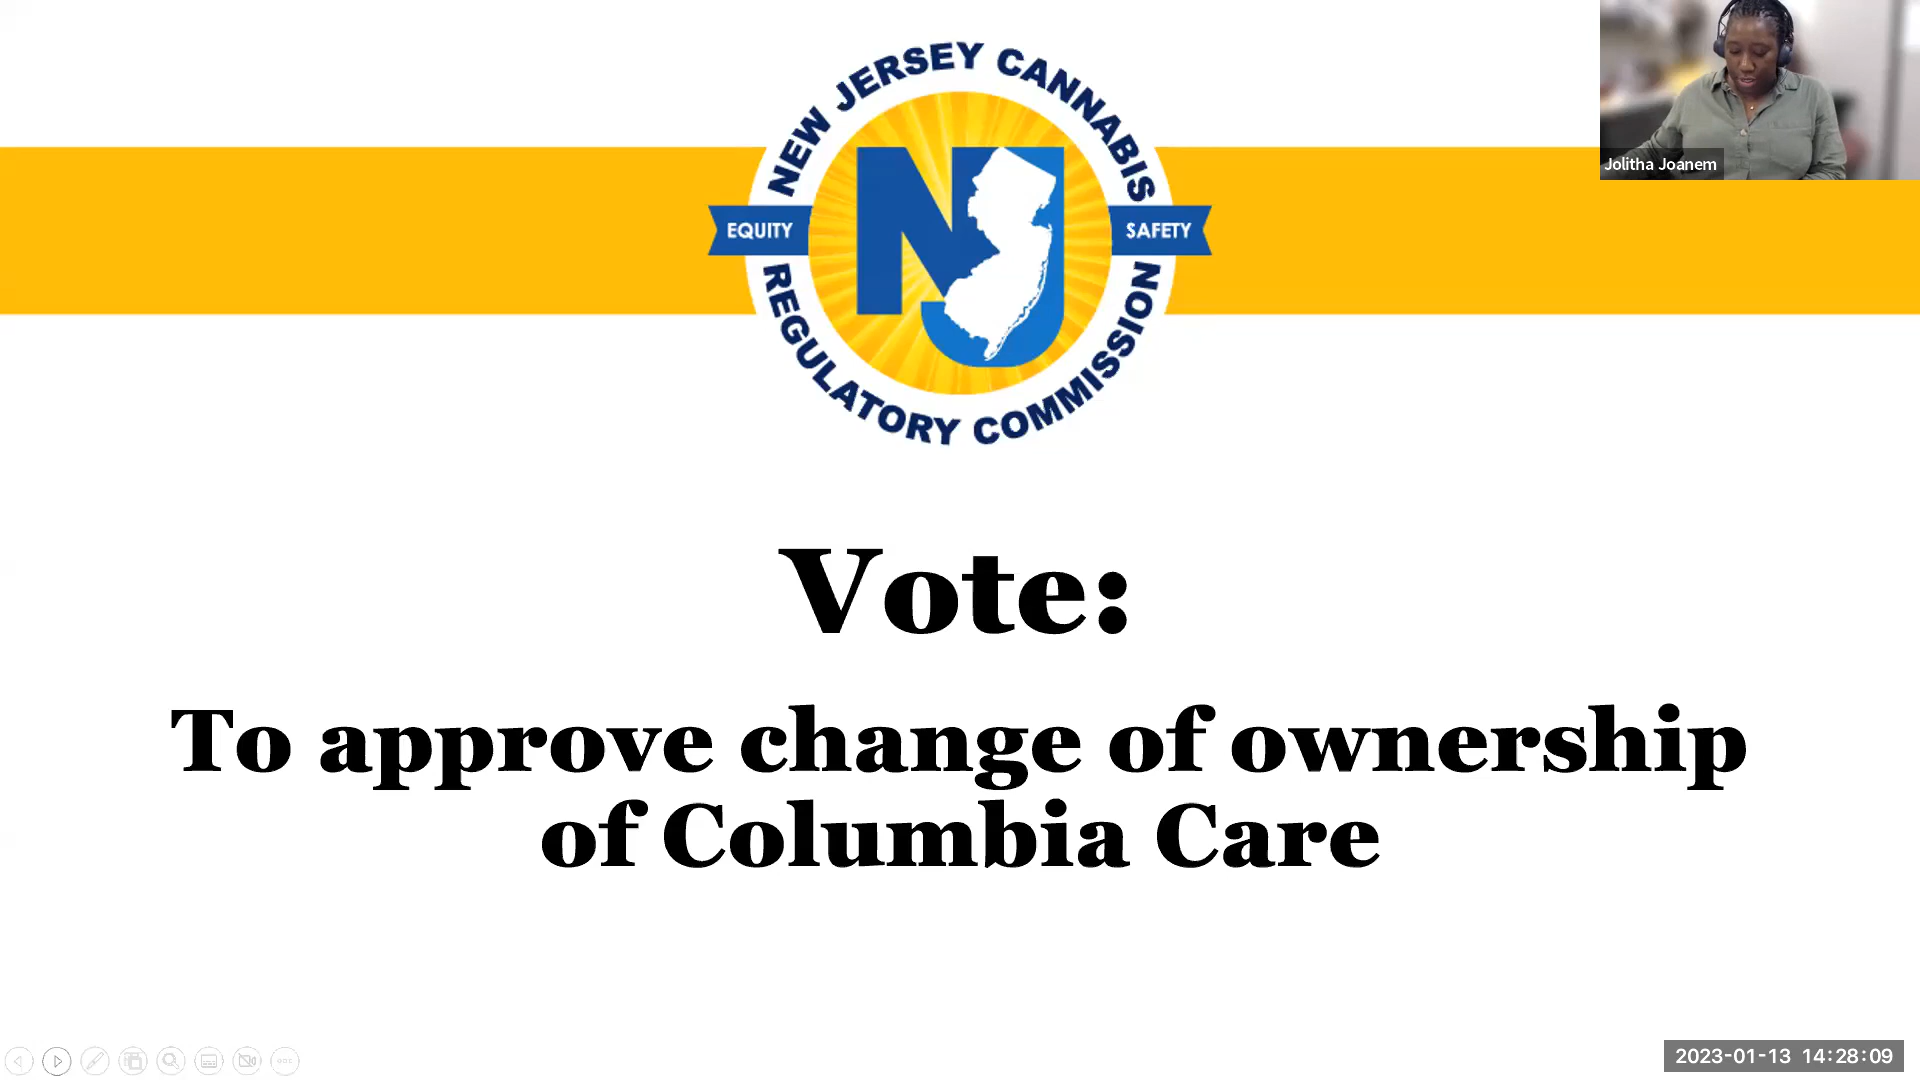 NEW JERSEY CANNABIS
EQUITY
NJ
SAFETY
REGULATORY COMMISSION
Jolitha Joanem
Vote:
To approve change of ownership
of Columbia Care
2023-01-13 14:28:09